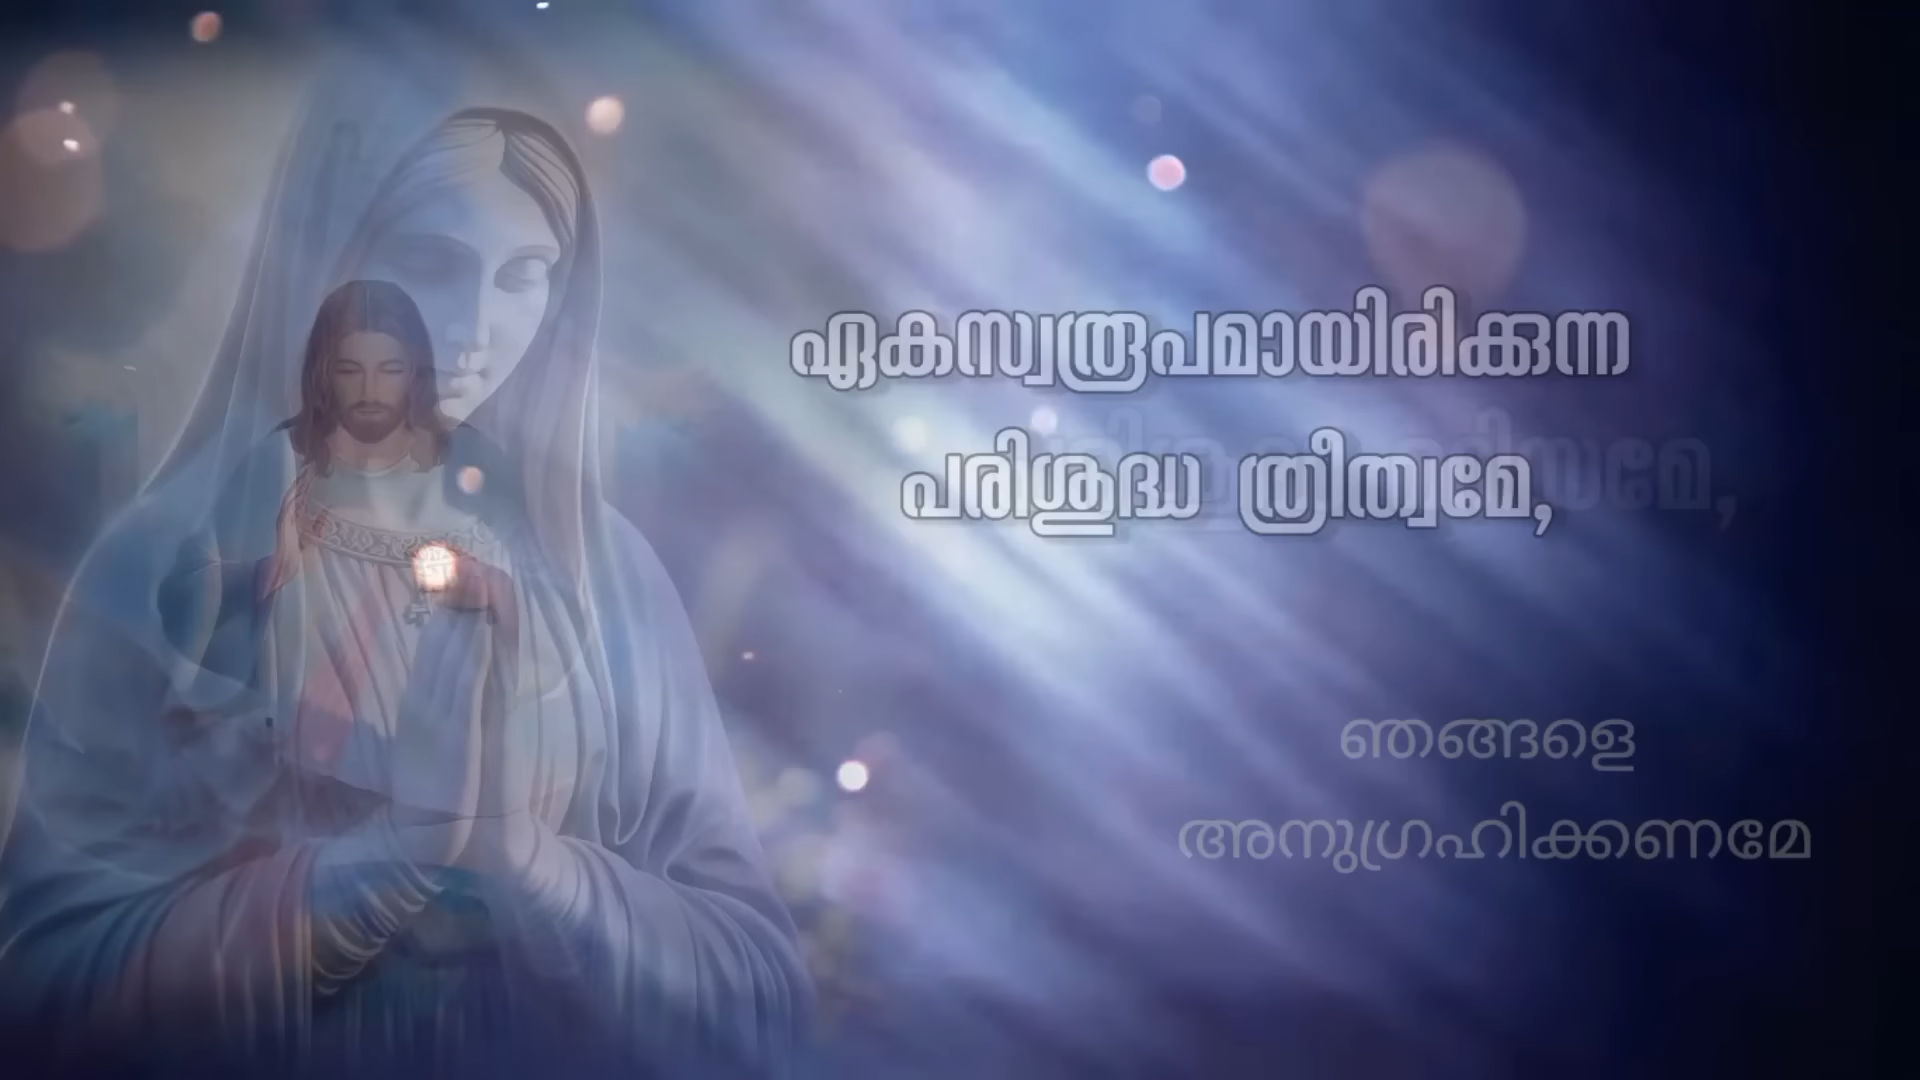 ഏകസ്വരൂപമായിരിക്കുന്ന
പരിശുദ്ധ ത്രീത്വമേ,
ഞങ്ങളെ
അനുഗ്രഹിക്കണമേ